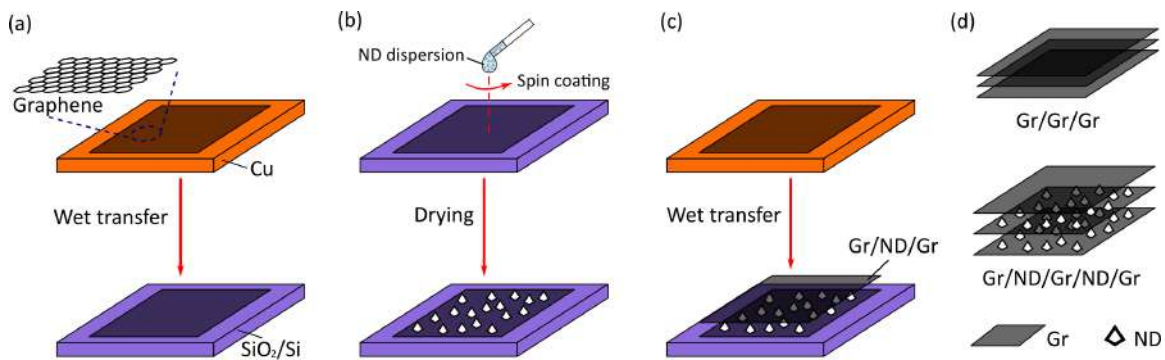 (a)
Graphene
Cu
Wet transfer
SiO₂/Si
(b)
ND dispersion
Spin coating
Drying
(c)
Wet transfer
Gr/ND/Gr
(d)
Gr/Gr/Gr
Gr/ND/Gr/ND/Gr
Gr
ND